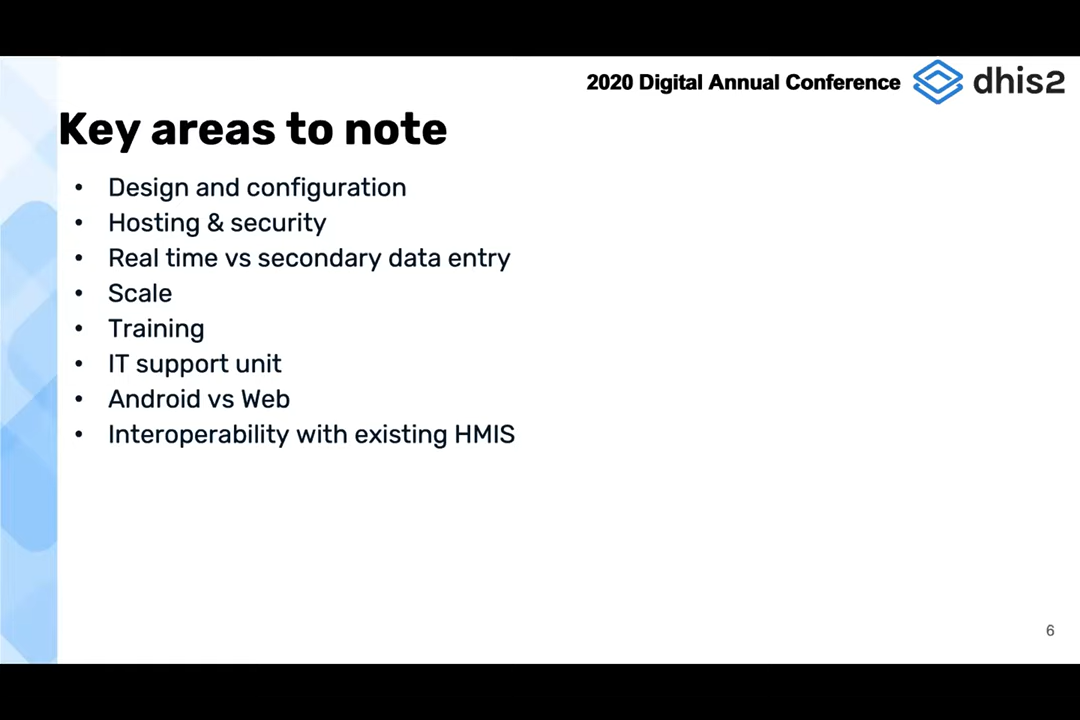 2020 Digital Annual Conference
dhis2
Key areas to note
• Design and configuration
• Hosting & security
• Real time vs secondary data entry
• Scale
• Training
• IT support unit
• Android vs Web
• Interoperability with existing HMIS
6